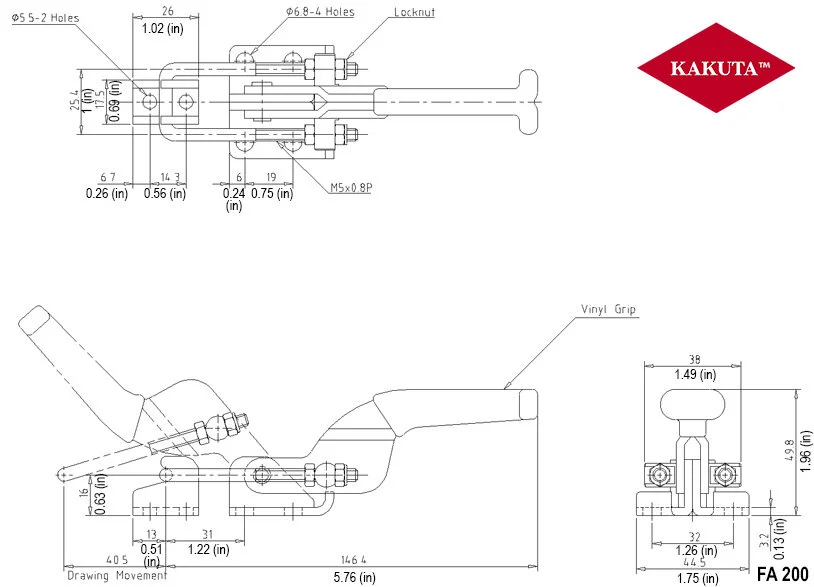 Φ5.5-2 Holes
26
1.02 (in)
Φ6.8-4 Holes
Locknut
KAKUTA™
25.4
1 (in)
17.5
0.69 (in)
6.7
14.3
6
19
0.26 (in)
0.56 (in)
0.24
(in)
0.75 (in)
M5x0.8P
Vinyl Grip
38
1.49 (in)
49.8
1.96 (in)
16
0.63 (in)
13
31
0.51
(in)
1.22 (in)
40.5
146.4
Drawing Movement
5.76 (in)
32
1.26 (in)
3.2
0.13 (in)
44.5
1.75 (in)
FA 200